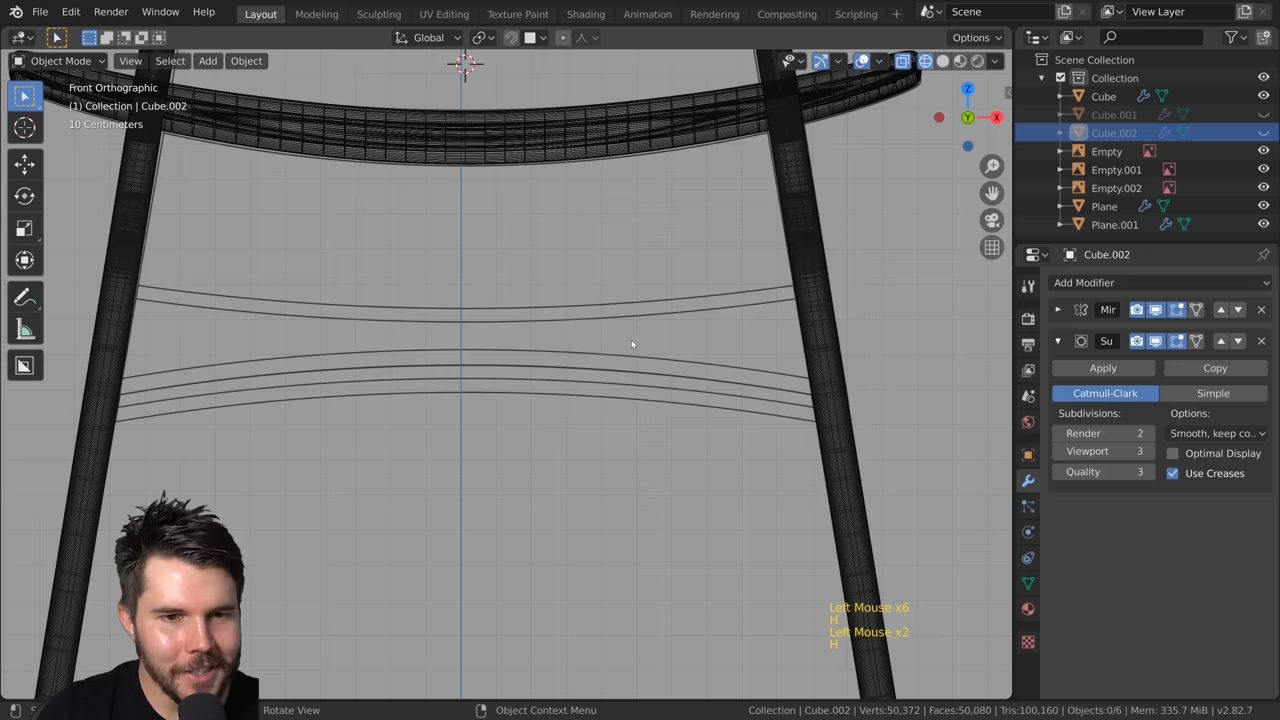 File Edit Render Window Help Layout Modeling Sculpting UV Editing Texture Paint Shading Animation Rendering Compositing Scripting + Scene View Layer
Global Options
Object Mode View Select Add Object
Front Orthographic
(1) Collection | Cube.002
10 Centimeters
Z
Y
X
Scene Collection
Collection
Cube
Cube.001
Cube.002
Empty
Empty.001
Empty.002
Plane
Plane.001
Cube.002
Add Modifier
Mir
Su
Apply Copy
Catmull-Clark Simple
Subdivisions: Options:
Render 2 Smooth, keep co..
Viewport 3 Optimal Display
Quality 3 Use Creases
Left Mouse x6
H
Left Mouse x2
H
Rotate View Object Context Menu Collection | Cube.002 | Verts:50,372 | Faces:50,080 | Tris:100,160 | Objects:0/6 | Mem: 335.7 MiB | v2.82.7